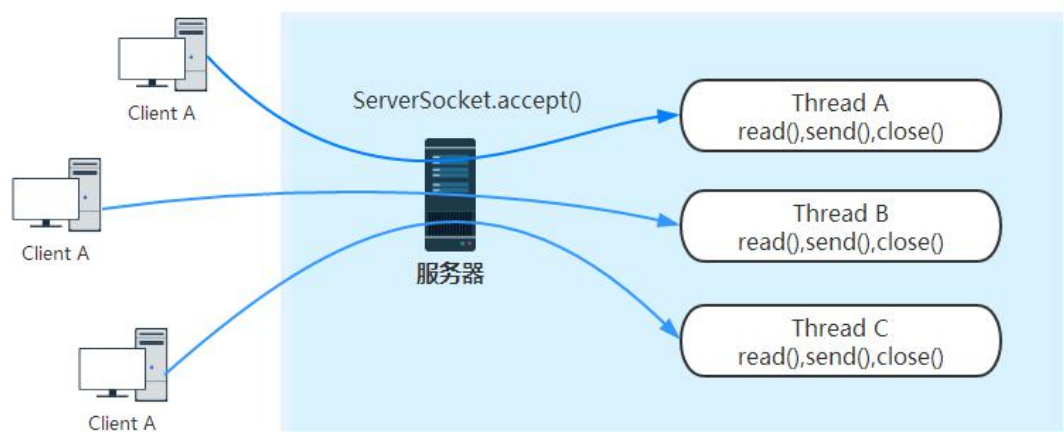 Client A
ServerSocket.accept()
Thread A
read(),send(),close()
Client A
Thread B
read(),send(),close()
服务器
Thread C
read(),send(),close()
Client A